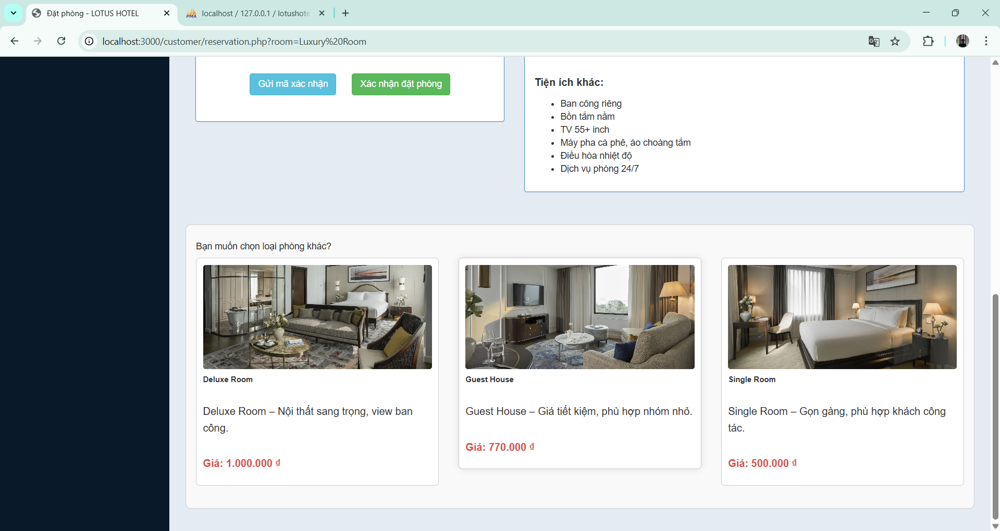 Đặt phòng - LOTUS HOTEL
PMA
localhost / 127.0.0.1 / lotushote
localhost:3000/customer/reservation.php?room=Luxury%20Room
Gửi mã xác nhận
Xác nhận đặt phòng
Tiện ích khác:
Ban công riêng
Bồn tắm nằm
TV 55+ inch
Máy pha cà phê, áo choàng tắm
Điều hòa nhiệt độ
Dịch vụ phòng 24/7
Bạn muốn chọn loại phòng khác?
Deluxe Room
Deluxe Room – Nội thất sang trọng, view ban
công.
Giá: 1.000.000 ₫
Guest House
Guest House – Giá tiết kiệm, phù hợp nhóm nhỏ.
Giá: 770.000 ₫
Single Room
Single Room – Gọn gàng, phù hợp khách công
tác.
Giá: 500.000 ₫